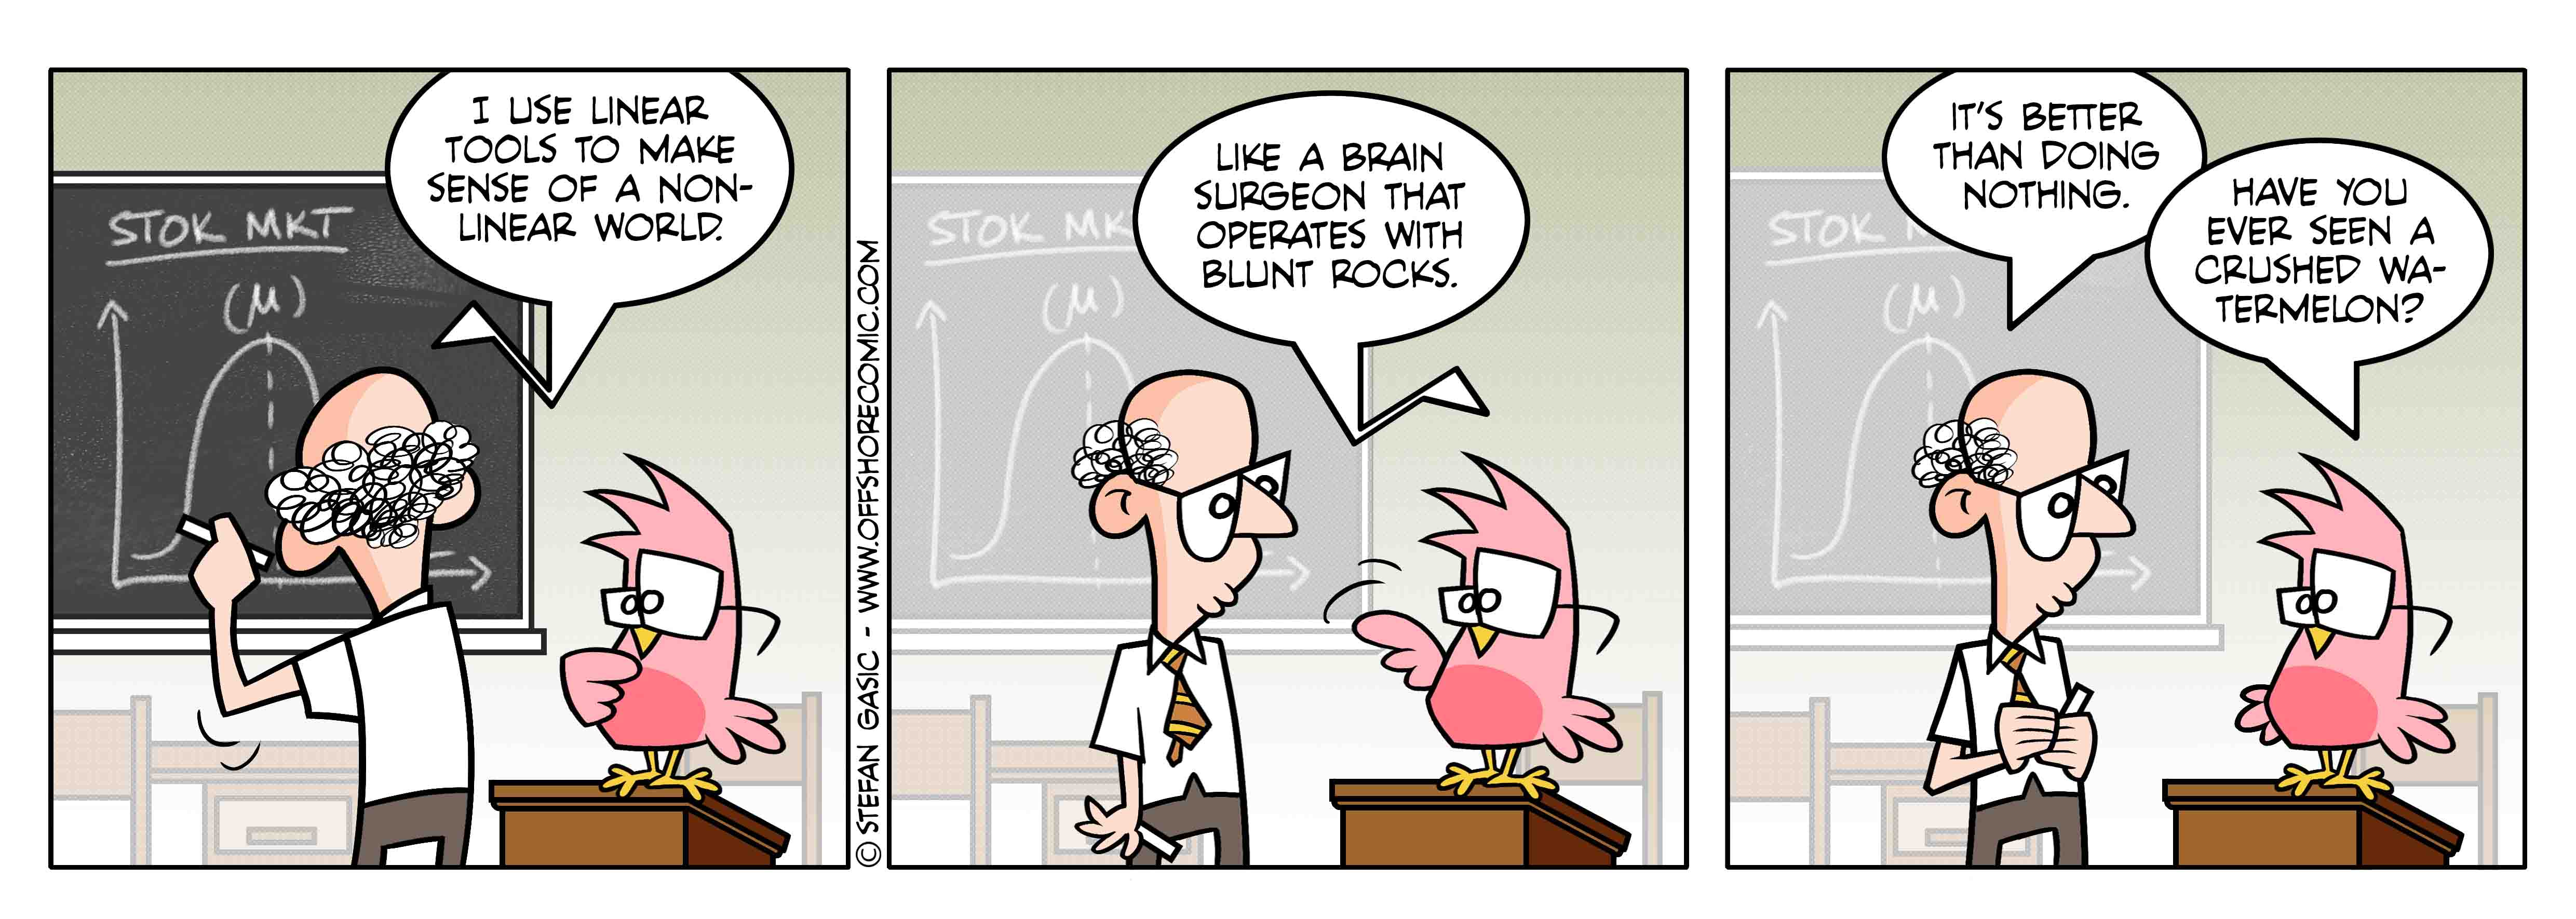 I USE LINEAR
TOOLS TO MAKE
SENSE OF A NON-
LINEAR WORLD.
STOK MKT
(μ)
© STEFAN GASIC - WWW.OFFSHORECOMIC.COM
LIKE A BRAIN
SURGEON THAT
OPERATES WITH
BLUNT ROCKS.
STOK MK
(μ)
IT'S BETTER
THAN DOING
NOTHING.
HAVE YOU
EVER SEEN A
CRUSHED WA-
TERMELON?
STOK
(μ)